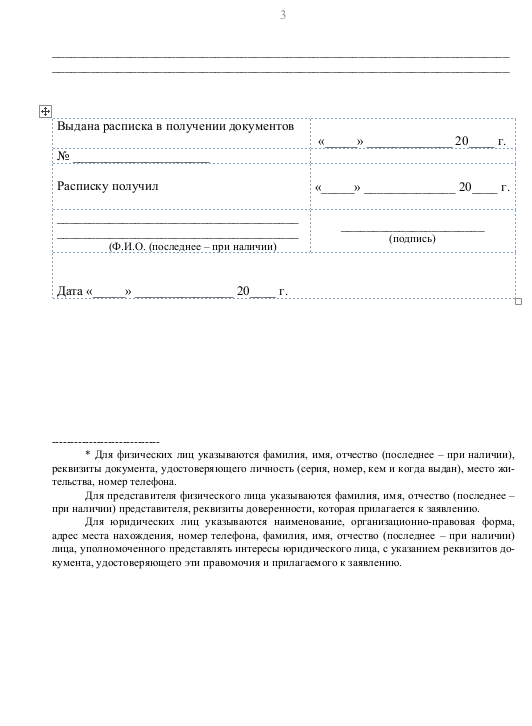 3
______________________________________________________________________
______________________________________________________________________
Выдана расписка в получении документов
«_____» _____________ 20____ г.
№ _____________________
Расписку получил
«_____» ______________ 20____ г.
_____________________________________
_____________________________________
(Ф.И.О. (последнее – при наличии)
______________________
(подпись)
Дата «_____» _______________ 20____ г.
------------------------------
* Для физических лиц указываются фамилия, имя, отчество (последнее – при наличии),
реквизиты документа, удостоверяющего личность (серия, номер, кем и когда выдан), место жи-
тельства, номер телефона.
Для представителя физического лица указываются фамилия, имя, отчество (последнее –
при наличии) представителя, реквизиты доверенности, которая прилагается к заявлению.
Для юридических лиц указываются наименование, организационно-правовая форма,
адрес места нахождения, номер телефона, фамилия, имя, отчество (последнее – при наличии)
лица, уполномоченного представлять интересы юридического лица, с указанием реквизитов до-
кумента, удостоверяющего эти правомочия и прилагаемого к заявлению.